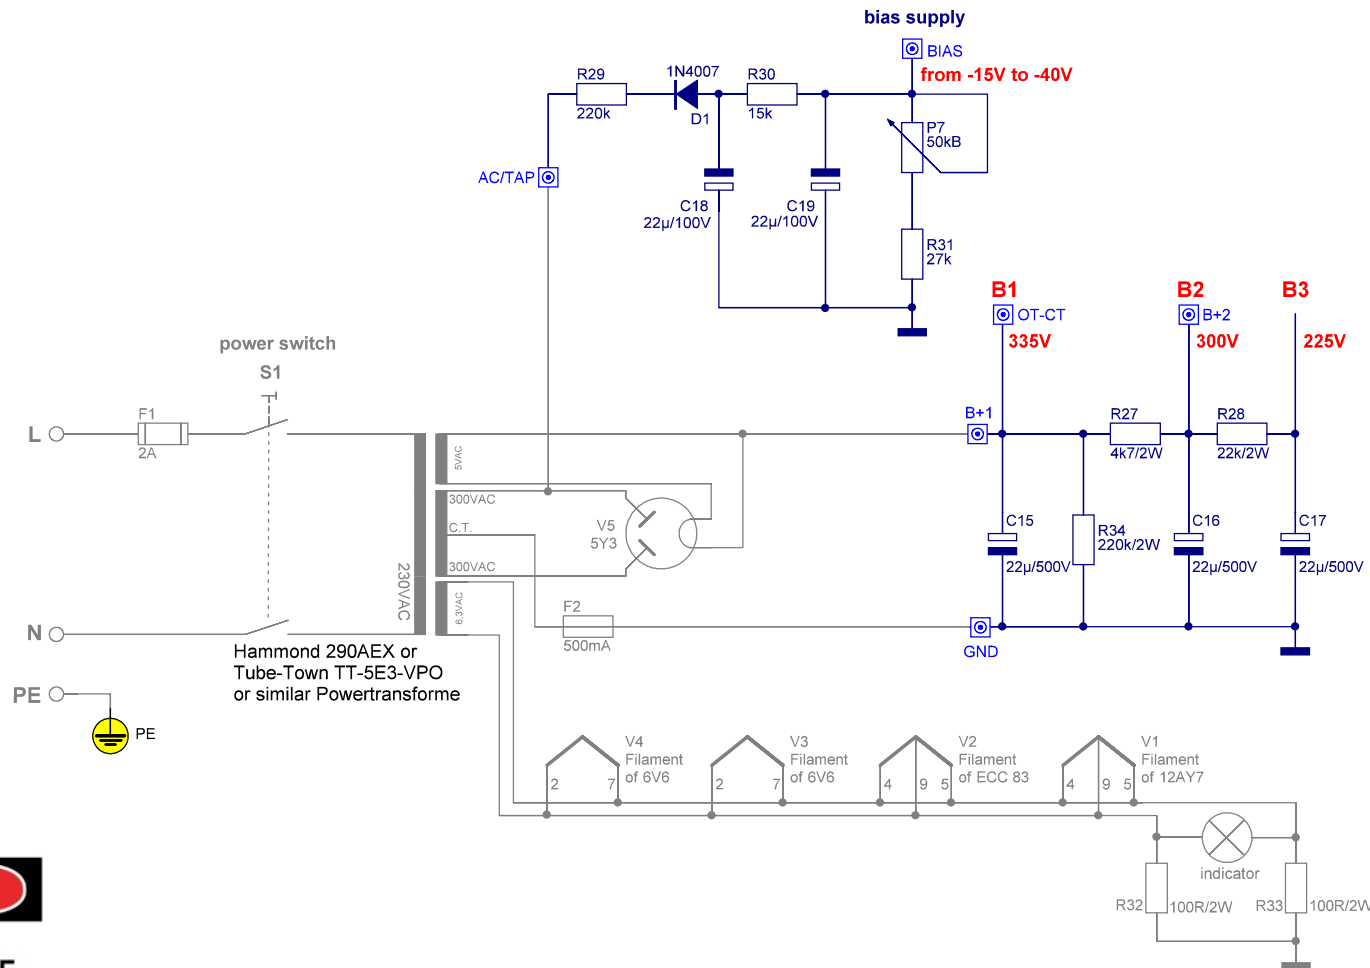 bias supply
BIAS
from -15V to -40V
R29
220k
1N4007
D1
R30
15k
P7
50kB
AC/TAP
C18
22µ/100V
C19
22µ/100V
R31
27k
B1
OT-CT
335V
B2
B+2
300V
B3
225V
power switch
S1
L
F1
2A
B+1
R27
4k7/2W
R28
22k/2W
5VAC
300VAC
C.T.
300VAC
6,3VAC
230VAC
V5
5Y3
C15
22µ/500V
R34
220k/2W
C16
22µ/500V
C17
22µ/500V
F2
500mA
GND
N
Hammond 290AEX or
Tube-Town TT-5E3-VPO
or similar Powertransforme
PE
PE
V4
Filament
of 6V6
2
7
V3
Filament
of 6V6
2
7
V2
Filament
of ECC 83
4
9
5
V1
Filament
of 12AY7
4
9
5
indicator
R32
100R/2W
R33
100R/2W